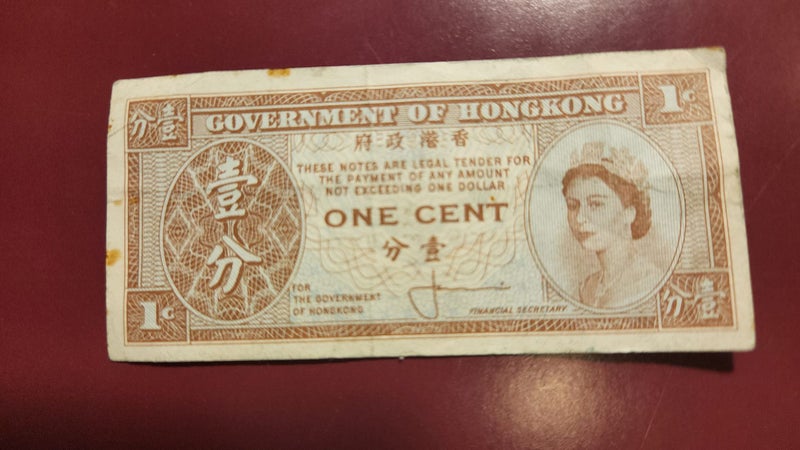 壹分
GOVERNMENT OF HONGKONG
1c
府政港香
THESE NOTES ARE LEGAL TENDER FOR
THE PAYMENT OF ANY AMOUNT
NOT EXCEEDING ONE DOLLAR
壹分
ONE CENT
分壹
FOR
THE GOVERNMENT
OF HONGKONG
FINANCIAL SECRETARY
1c
分壹